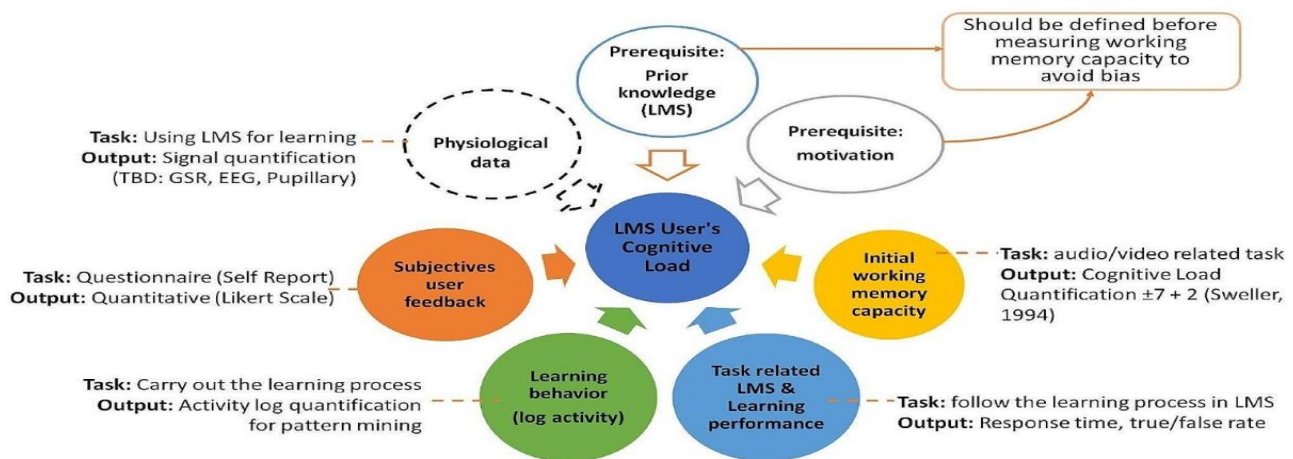 Prerequisite:
Prior
knowledge
(LMS)
Should be defined before
measuring working
memory capacity to
avoid bias
Physiological
data
Task: Using LMS for learning
Output: Signal quantification
(TBD: GSR, EEG, Pupillary)
Prerequisite:
motivation
LMS User's
Cognitive
Load
Subjectives
user
feedback
Task: Questionnaire (Self Report)
Output: Quantitative (Likert Scale)
Initial
working
memory
capacity
Task: audio/video related task
Output: Cognitive Load
Quantification ±7 + 2 (Sweller,
1994)
Learning
behavior
(log activity)
Task: Carry out the learning process
Output: Activity log quantification
for pattern mining
Task related
LMS &
Learning
performance
Task: follow the learning process in LMS
Output: Response time, true/false rate